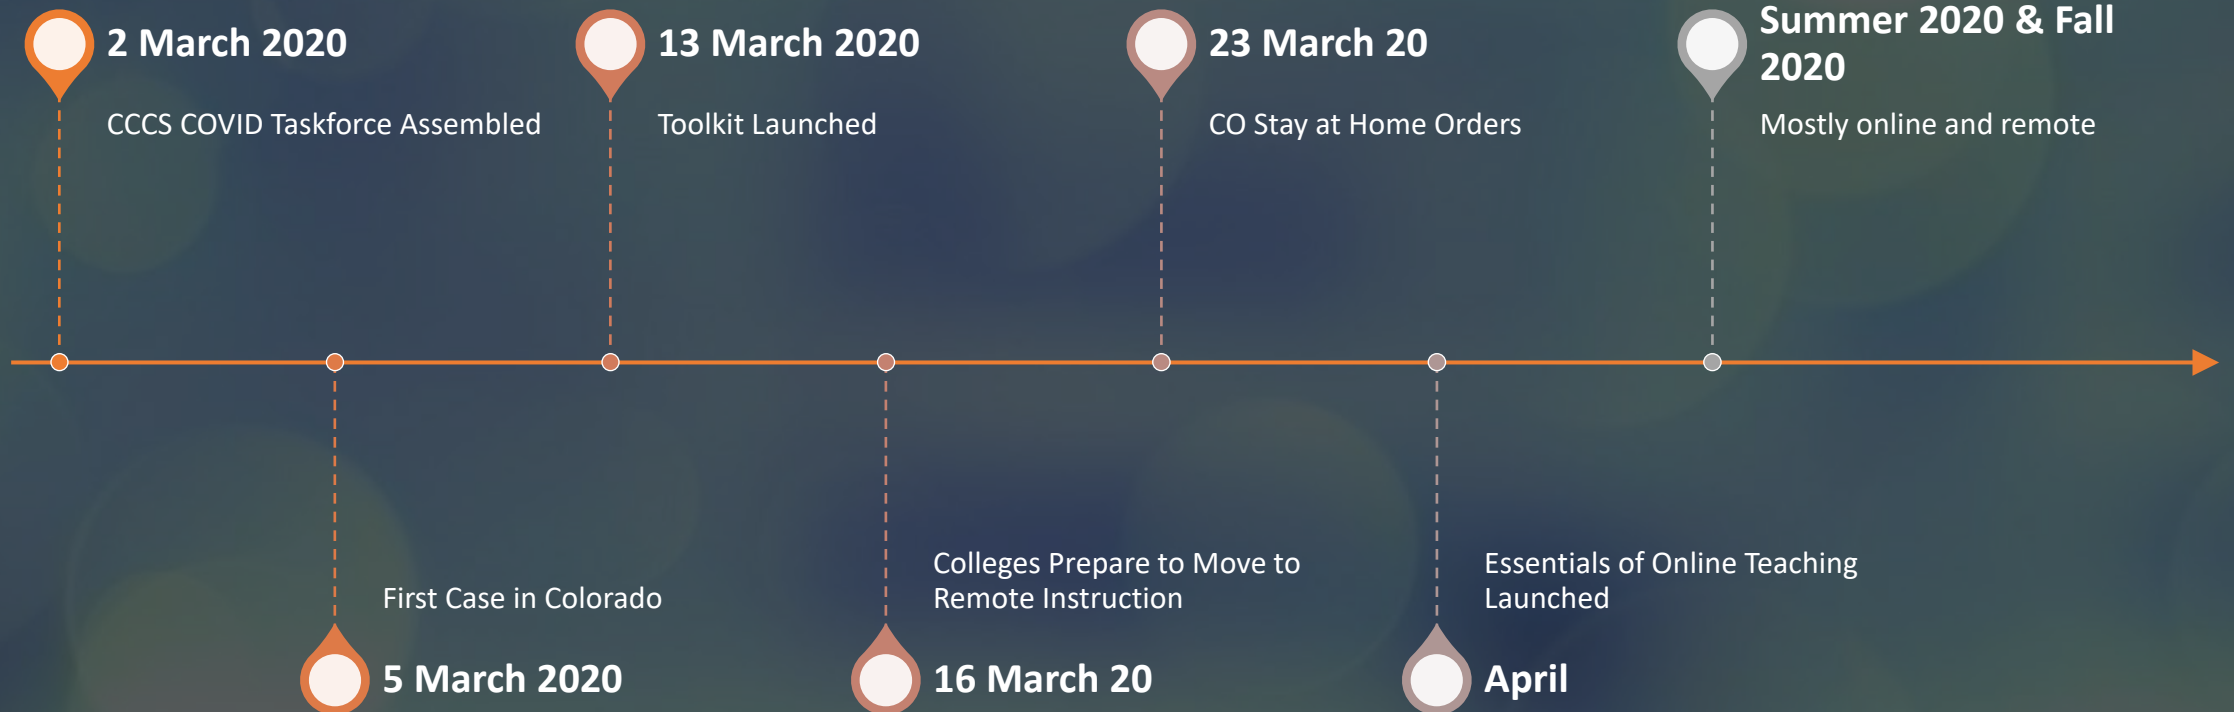 2 March 2020
CCCS COVID Taskforce Assembled
First Case in Colorado
5 March 2020
13 March 2020
Toolkit Launched
Colleges Prepare to Move to
Remote Instruction
16 March 20
23 March 20
CO Stay at Home Orders
Essentials of Online Teaching
Launched
April
Summer 2020 & Fall
2020
Mostly online and remote